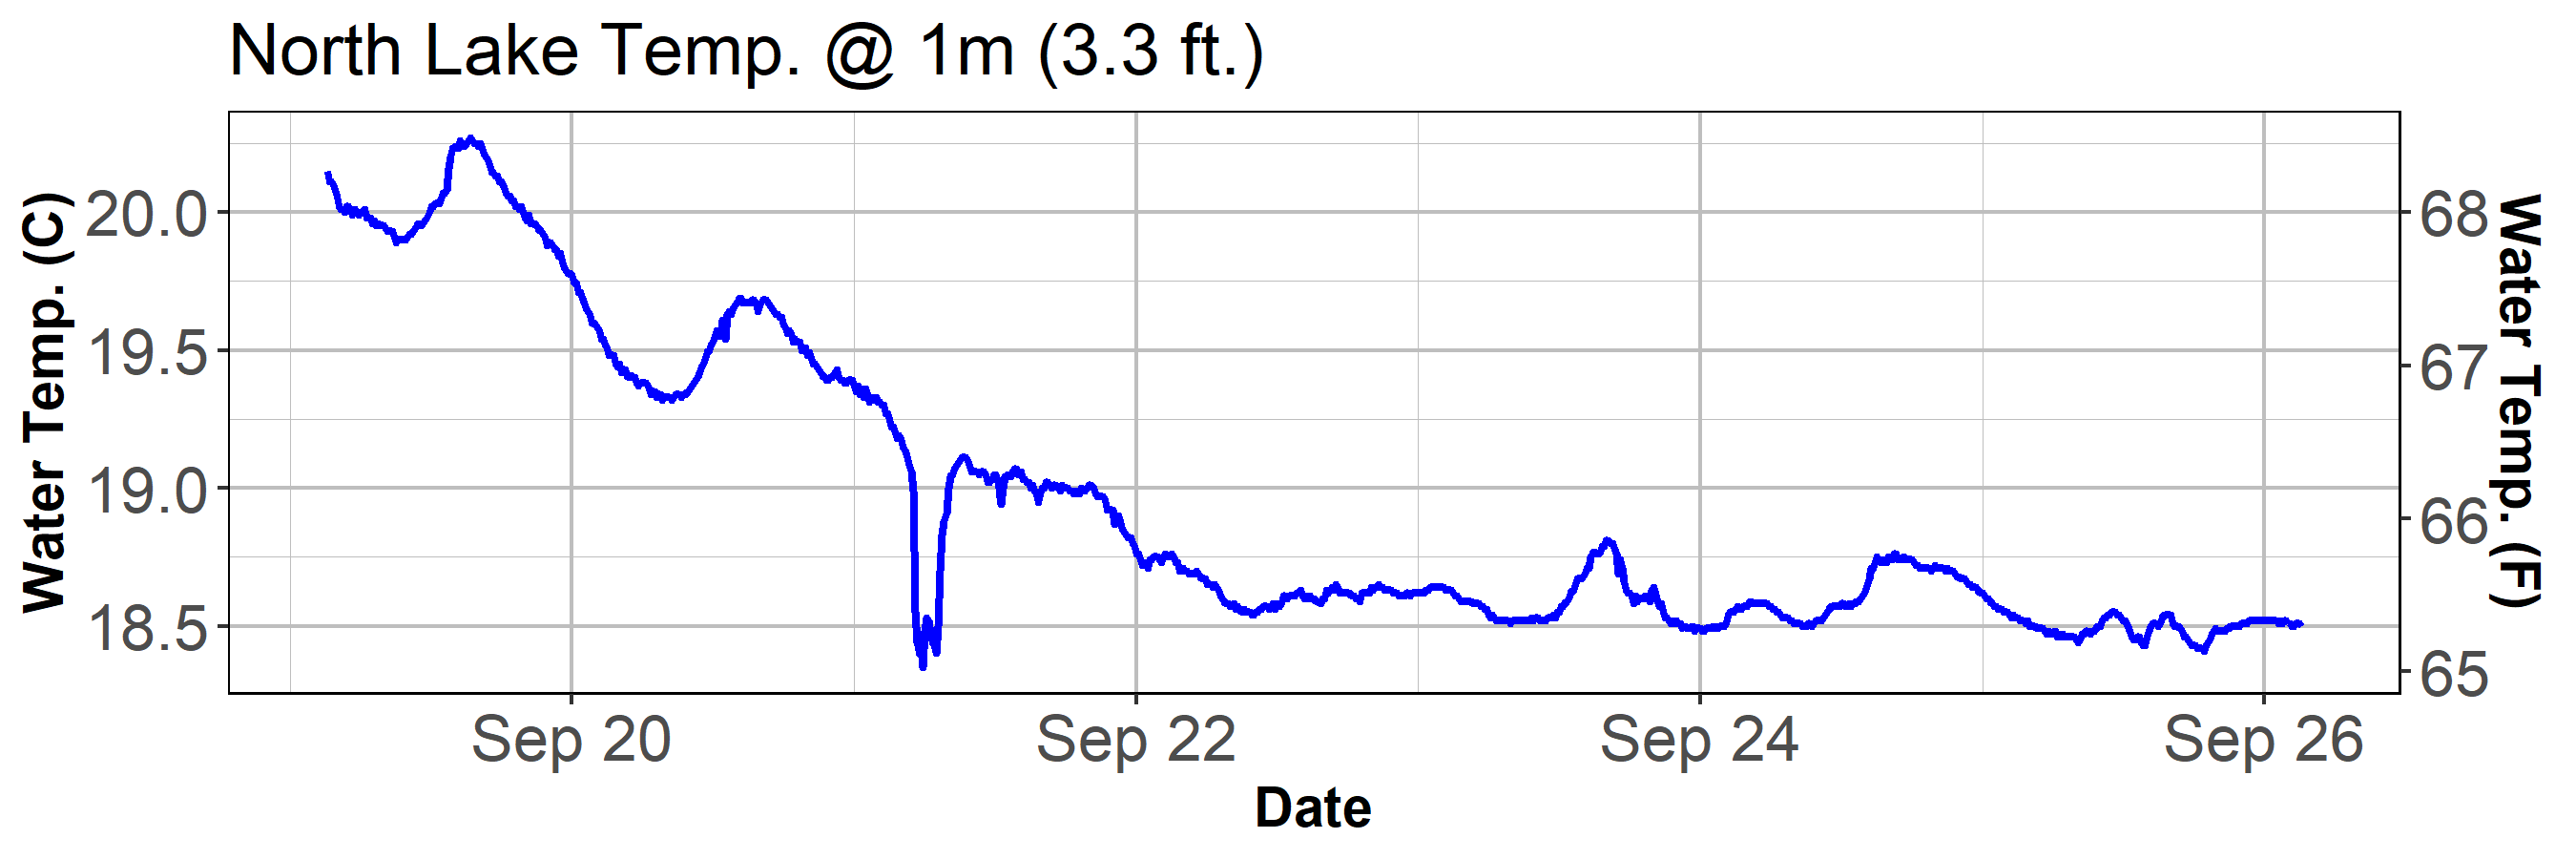 North Lake Temp. @ 1m (3.3 ft.)
Water Temp. (C)
20.0
19.5
19.0
18.5
68
67
66
65
Water Temp. (F)
Sep 20 Sep 22 Sep 24 Sep 26
Date